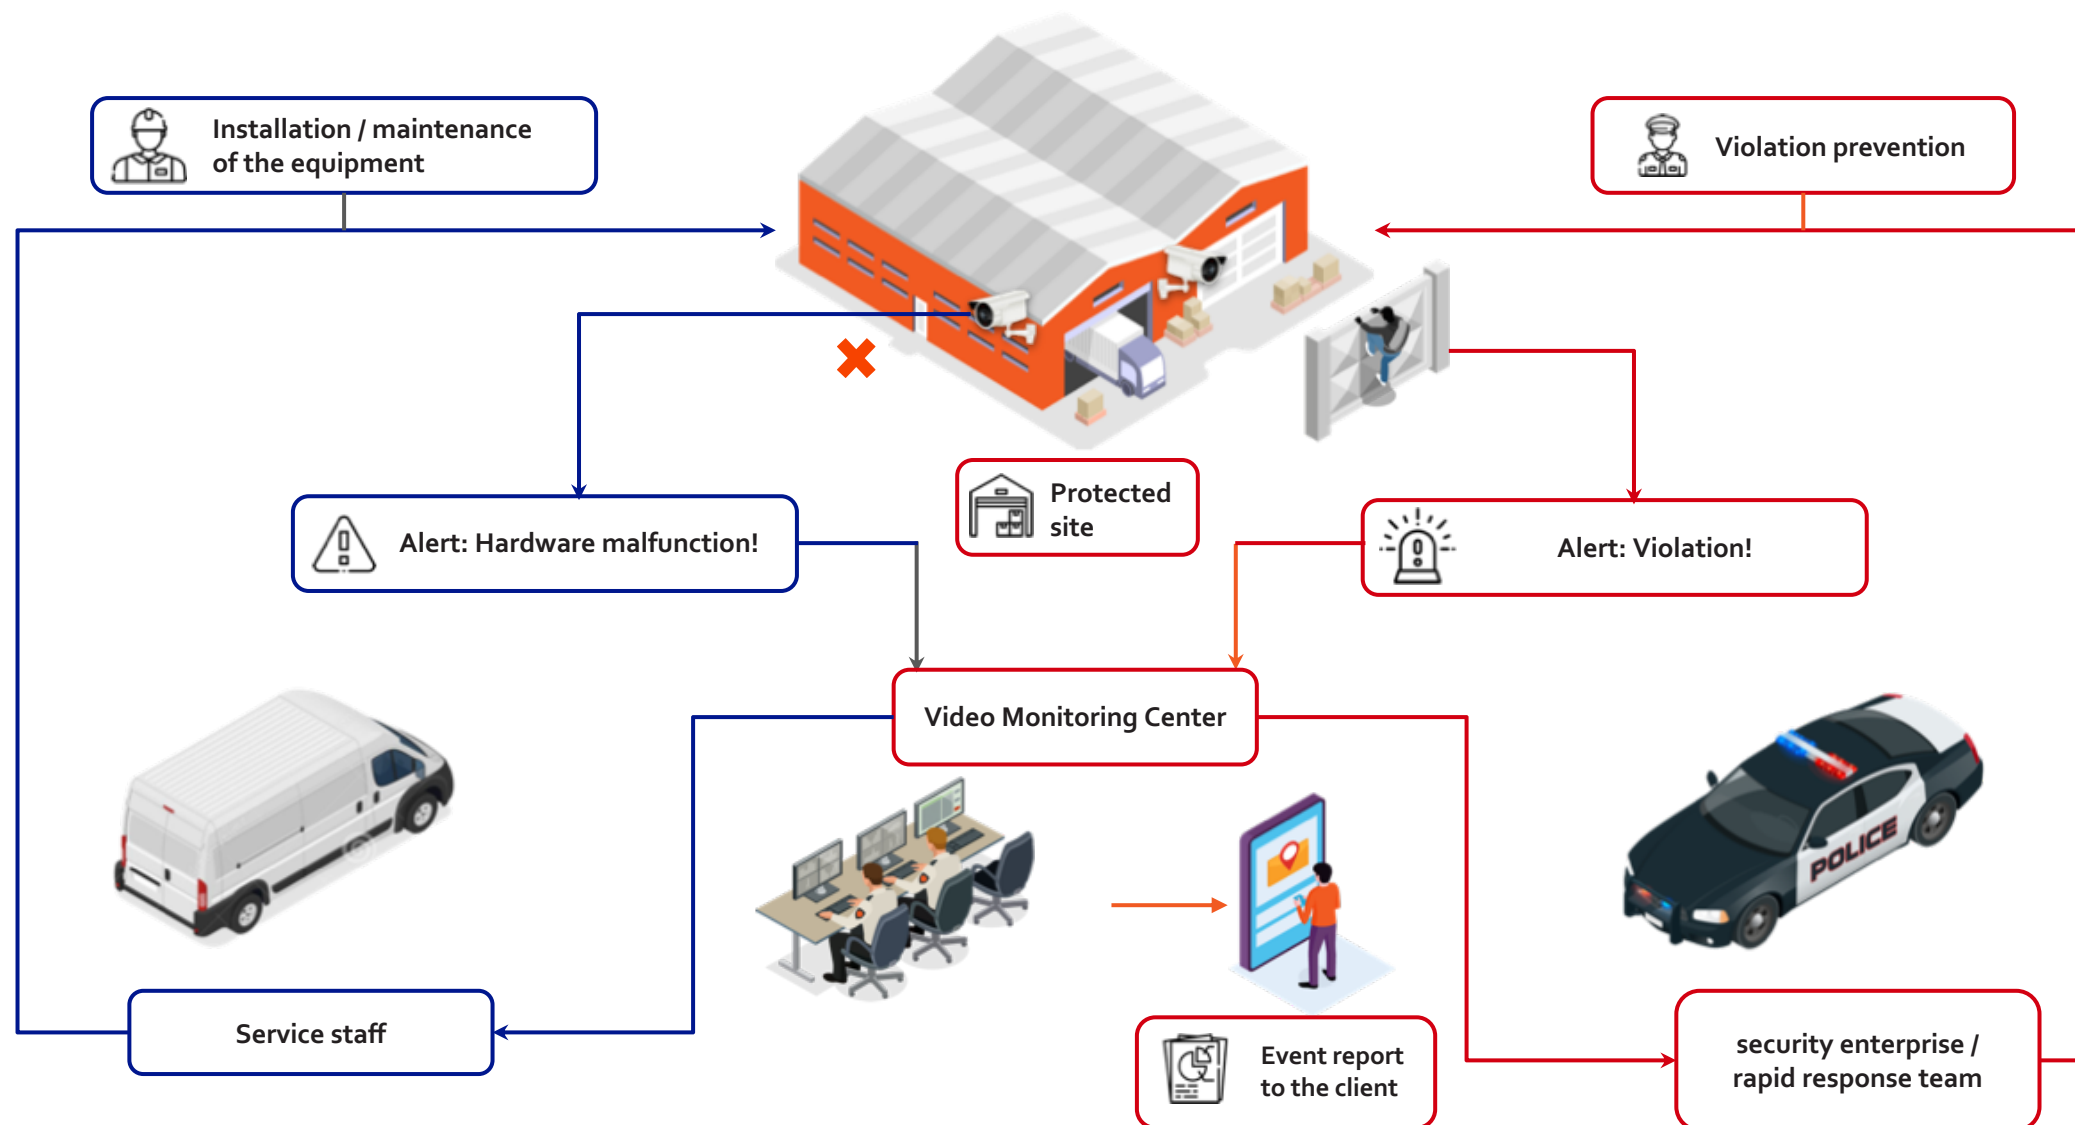 Installation / maintenance
of the equipment
Violation prevention
Protected
site
Alert: Hardware malfunction!
Alert: Violation!
Video Monitoring Center
POLICE
Service staff
Event report
to the client
security enterprise /
rapid response team